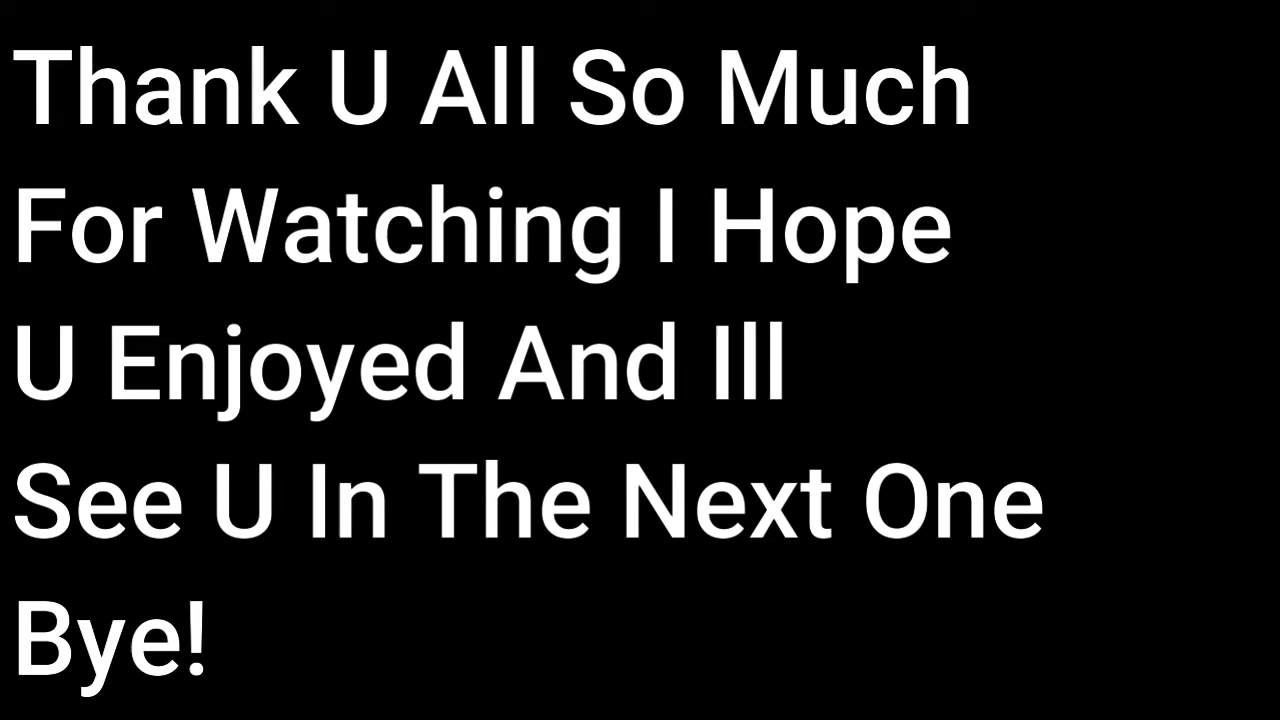 Thank U All So Much
For Watching I Hope
U Enjoyed And Ill
See U In The Next One
Bye!